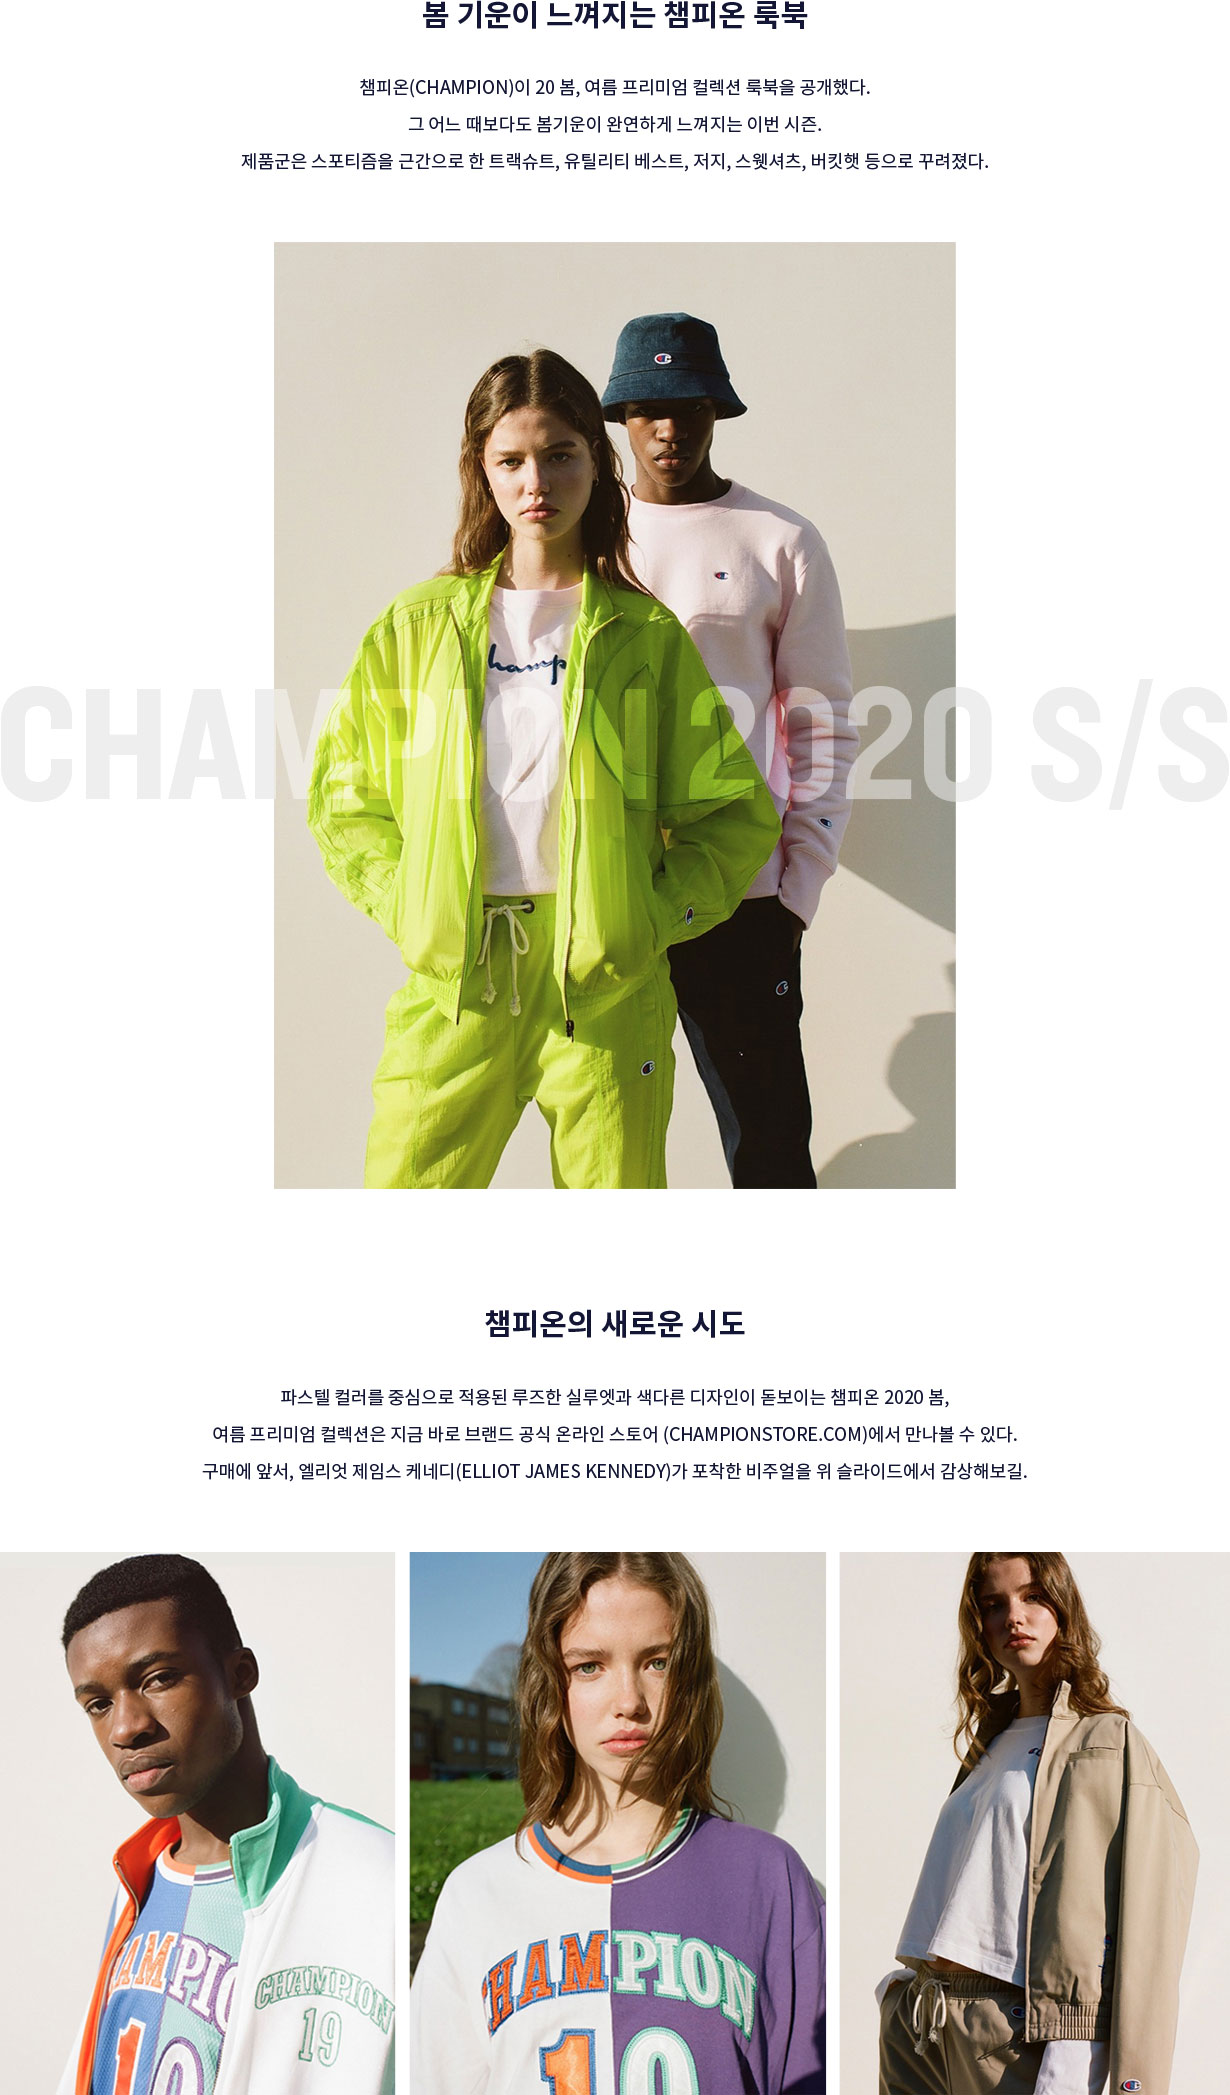 봄 기운이 느껴지는 챔피온 룩북
챔피온(CHAMPION)이 20 봄, 여름 프리미엄 컬렉션 룩북을 공개했다.
그 어느 때보다도 봄기운이 완연하게 느껴지는 이번 시즌.
제품군은 스포티즘을 근간으로 한 트랙슈트, 유틸리티 베스트, 저지, 스웻셔츠, 버킷햇 등으로 꾸려졌다.
hamp
CHAMPION 2020 S/S
챔피온의 새로운 시도
파스텔 컬러를 중심으로 적용된 루즈한 실루엣과 색다른 디자인이 돋보이는 챔피온 2020 봄,
여름 프리미엄 컬렉션은 지금 바로 브랜드 공식 온라인 스토어 (CHAMPIONSTORE.COM)에서 만나볼 수 있다.
구매에 앞서, 엘리엇 제임스 케네디(ELLIOT JAMES KENNEDY)가 포착한 비주얼을 위 슬라이드에서 감상해보길.
HAMPIO
19
CHAMPION
19
CHAMPION
19